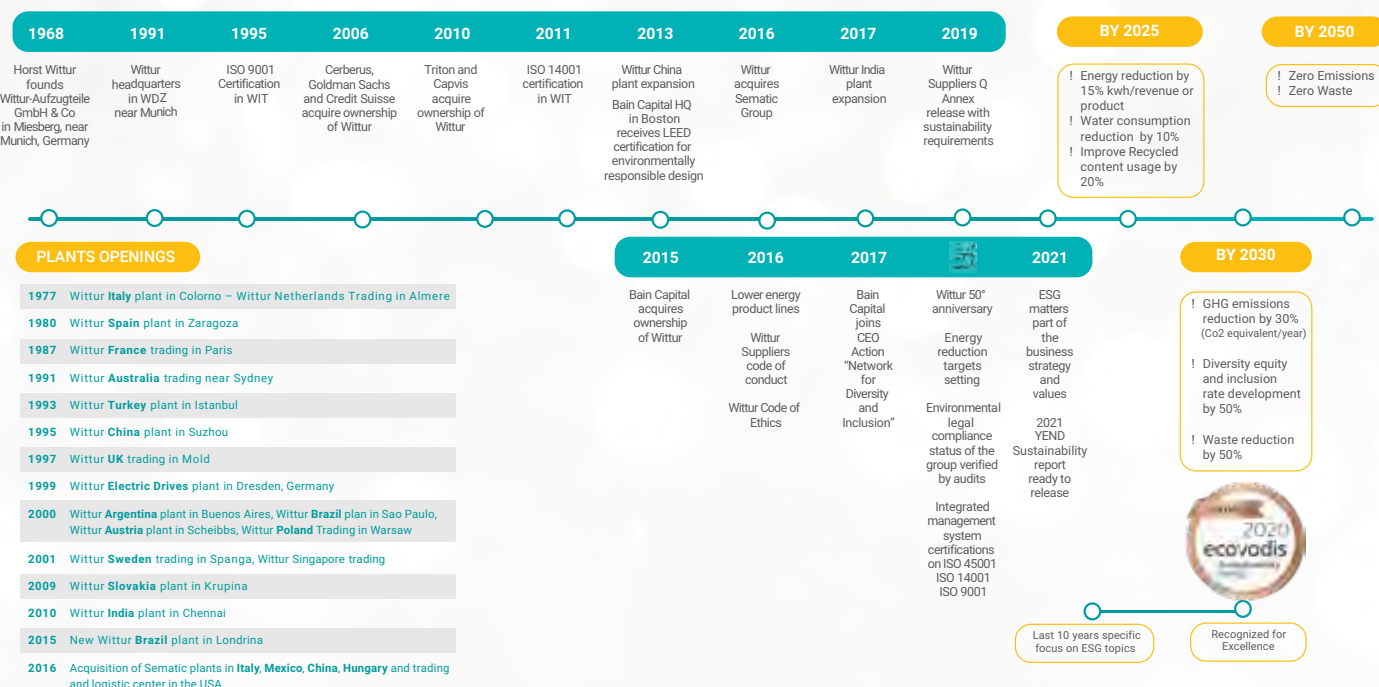 1968 1991 1995 2006 2010 2011 2013 2016 2017 2019
Horst Wittur
founds
Wittur-Aufzugteile
GmbH & Co
in Miesberg, near
Munich, Germany
Wittur
headquarters
in WDZ
near Munich
ISO 9001
Certification
in WIT
Cerberus,
Goldman Sachs
and Credit Suisse
acquire ownership
of Wittur
Triton and
Capvis
acquire
ownership of
Wittur
ISO 14001
certification
in WIT
Wittur China
plant expansion
Bain Capital HQ
in Boston
receives LEED
certification for
environmentally
responsible design
Wittur
acquires
Sematic
Group
Wittur India
plant
expansion
Wittur
Suppliers Q
Annex
release with
sustainability
requirements
BY 2025
! Energy reduction by
15% kwh/revenue or
product
! Water consumption
reduction by 10%
! Improve Recycled
content usage by
20%
BY 2050
! Zero Emissions
! Zero Waste
PLANTS OPENINGS
1977 Wittur Italy plant in Colorno – Wittur Netherlands Trading in Almere
1980 Wittur Spain plant in Zaragoza
1987 Wittur France trading in Paris
1991 Wittur Australia trading near Sydney
1993 Wittur Turkey plant in Istanbul
1995 Wittur China plant in Suzhou
1997 Wittur UK trading in Mold
1999 Wittur Electric Drives plant in Dresden, Germany
2000 Wittur Argentina plant in Buenos Aires, Wittur Brazil plan in Sao Paulo,
Wittur Austria plant in Scheibbs, Wittur Poland Trading in Warsaw
2001 Wittur Sweden trading in Spanga, Wittur Singapore trading
2009 Wittur Slovakia plant in Krupina
2010 Wittur India plant in Chennai
2015 New Wittur Brazil plant in Londrina
2016 Acquisition of Sematic plants in Italy, Mexico, China, Hungary and trading
and logistic center in the USA
2015 2016 2017 2021
Bain Capital
acquires
ownership
of Wittur
Lower energy
product lines
Wittur
Suppliers
code of
conduct
Wittur Code of
Ethics
Bain
Capital
joins
CEO
Action
"Network
for
Diversity
and
Inclusion"
Wittur 50°
anniversary
Energy
reduction
targets
setting
Environmental
legal
compliance
status of the
group verified
by audits
Integrated
management
system
certifications
on ISO 45001
ISO 14001
ISO 9001
ESG
matters
part of
the
business
strategy
and
values
2021
YEND
Sustainability
report
ready to
release
BY 2030
! GHG emissions
reduction by 30%
(Co2 equivalent/year)
! Diversity equity
and inclusion
rate development
by 50%
! Waste reduction
by 50%
2020
ecovadis
Last 10 years specific
focus on ESG topics
Recognized for
Excellence